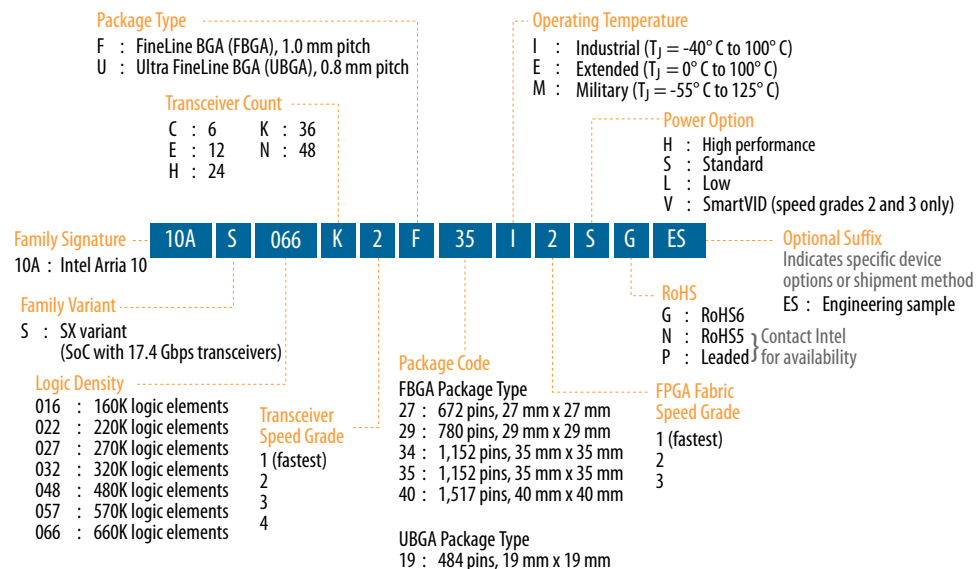 Package Type
F : FineLine BGA (FBGA), 1.0 mm pitch
U : Ultra FineLine BGA (UBGA), 0.8 mm pitch
Operating Temperature
I : Industrial (TJ = -40° C to 100° C)
E : Extended (TJ = 0° C to 100° C)
M : Military (TJ = -55° C to 125° C)
Transceiver Count
C : 6 K : 36
E : 12 N : 48
H : 24
Power Option
H : High performance
S : Standard
L : Low
V : SmartVID (speed grades 2 and 3 only)
10A S 066 K 2 F 35 I 2 S G ES
Family Signature
10A : Intel Arria 10
Optional Suffix
Indicates specific device
options or shipment method
ES : Engineering sample
Family Variant
S : SX variant
(SoC with 17.4 Gbps transceivers)
RoHS
G : RoHS6
N : RoHS5
P : Leaded
Contact Intel
for availability
Logic Density
016 : 160K logic elements
022 : 220K logic elements
027 : 270K logic elements
032 : 320K logic elements
048 : 480K logic elements
057 : 570K logic elements
066 : 660K logic elements
Transceiver
Speed Grade
1 (fastest)
2
3
4
Package Code
FBGA Package Type
27 : 672 pins, 27 mm x 27 mm
29 : 780 pins, 29 mm x 29 mm
34 : 1,152 pins, 35 mm x 35 mm
35 : 1,152 pins, 35 mm x 35 mm
40 : 1,517 pins, 40 mm x 40 mm
UBGA Package Type
19 : 484 pins, 19 mm x 19 mm
FPGA Fabric
Speed Grade
1 (fastest)
2
3